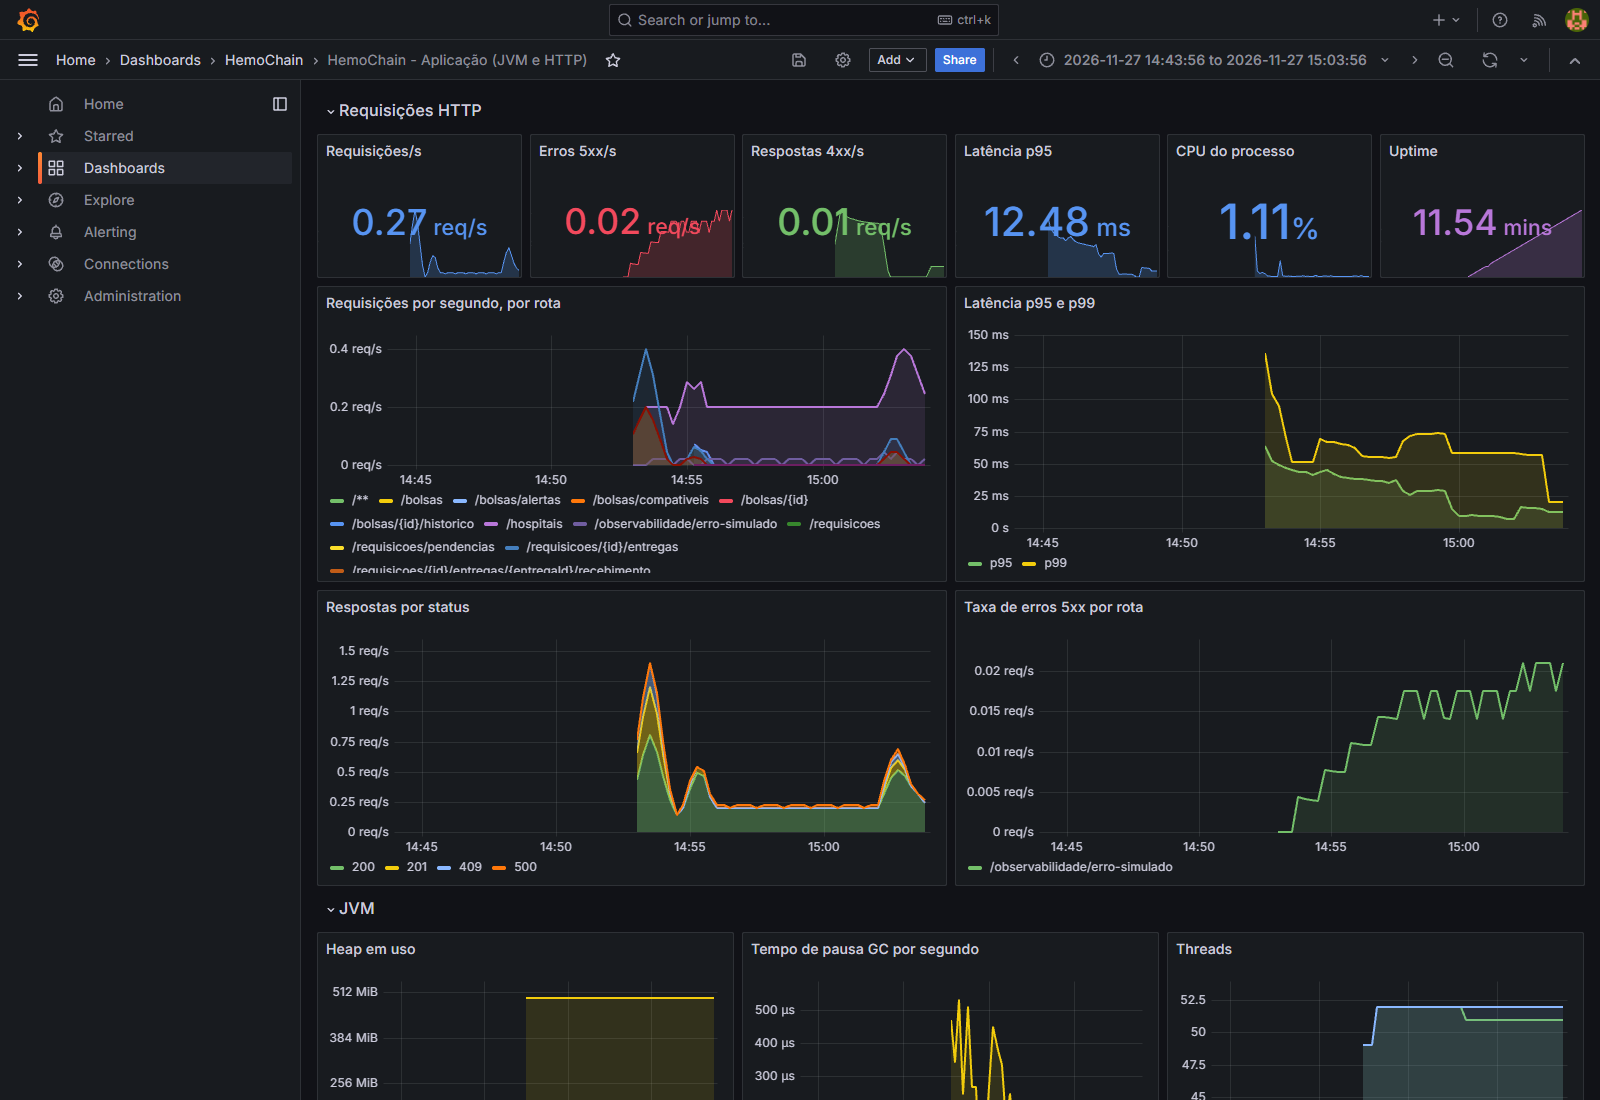 Search or jump to...
ctrl+k
Home › Dashboards › HemoChain › HemoChain - Aplicação (JVM e HTTP)
Add
Share
2026-11-27 14:43:56 to 2026-11-27 15:03:56
Home
Starred
Dashboards
Explore
Alerting
Connections
Administration
Requisições HTTP
Requisições/s
0.27 req/s
Erros 5xx/s
0.02 req/s
Respostas 4xx/s
0.01 req/s
Latência p95
12.48 ms
CPU do processo
1.11%
Uptime
11.54 mins
Requisições por segundo, por rota
0.4 req/s
0.2 req/s
0 req/s
14:45 14:50 14:55 15:00
/** /bolsas /bolsas/alertas /bolsas/compativeis /bolsas/{id}
/bolsas/{id}/historico /hospitais /observabilidade/erro-simulado /requisicoes
/requisicoes/pendencias /requisicoes/{id}/entregas
/requisicoes/{id}/entregas/{entregaId}/recebimento
Latência p95 e p99
150 ms
125 ms
100 ms
75 ms
50 ms
25 ms
0 s
14:45 14:50 14:55 15:00
p95 p99
Respostas por status
1.5 req/s
1.25 req/s
1 req/s
0.75 req/s
0.5 req/s
0.25 req/s
0 req/s
14:45 14:50 14:55 15:00
200 201 409 500
Taxa de erros 5xx por rota
0.02 req/s
0.015 req/s
0.01 req/s
0.005 req/s
0 req/s
14:45 14:50 14:55 15:00
/observabilidade/erro-simulado
JVM
Heap em uso
512 MiB
384 MiB
256 MiB
Tempo de pausa GC por segundo
500 µs
400 µs
300 µs
Threads
52.5
50
47.5
45